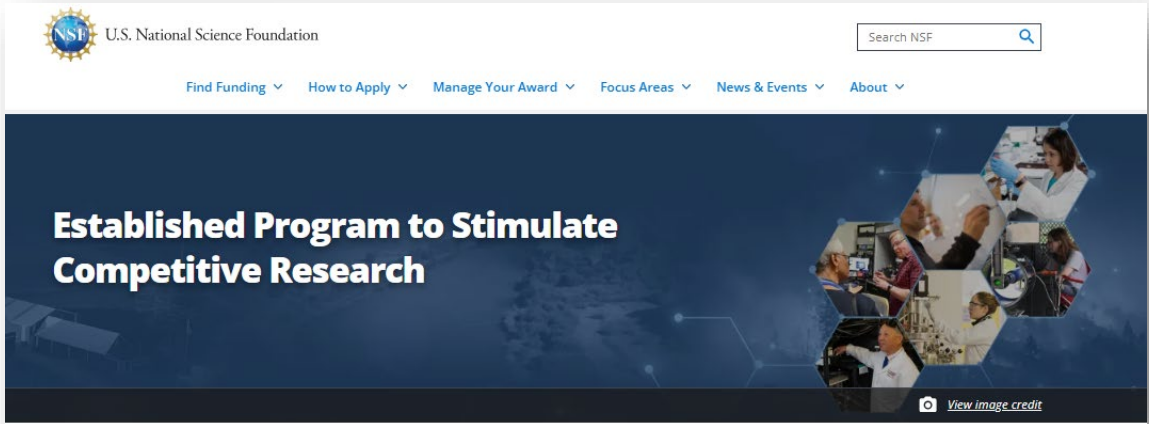 NSF
U.S. National Science Foundation
Search NSF
Find Funding
How to Apply
Manage Your Award
Focus Areas
News & Events
About
Established Program to Stimulate
Competitive Research
View image credit